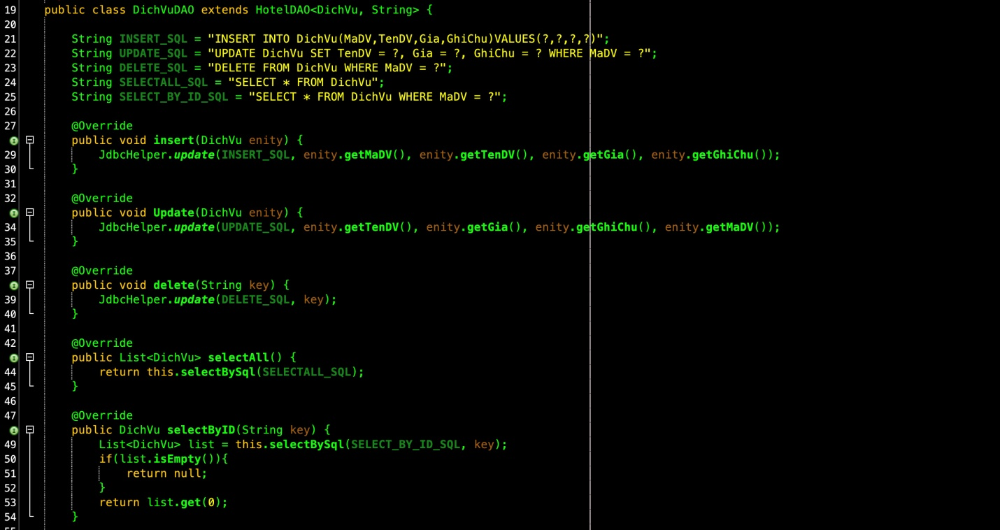 19 public class DichVuDAO extends HotelDAO<DichVu, String> {
20
21 String INSERT_SQL = "INSERT INTO DichVu(MaDV,TenDV,Gia,GhiChu)VALUES(?,?,?,?)";
22 String UPDATE_SQL = "UPDATE DichVu SET TenDV = ?, Gia = ?, GhiChu = ? WHERE MaDV = ?";
23 String DELETE_SQL = "DELETE FROM DichVu WHERE MaDV = ?";
24 String SELECTALL_SQL = "SELECT * FROM DichVu";
25 String SELECT_BY_ID_SQL = "SELECT * FROM DichVu WHERE MaDV = ?";
26
27 @Override
public void insert(DichVu enity) {
29 JdbcHelper.update(INSERT_SQL, enity.getMaDV(), enity.getTenDV(), enity.getGia(), enity.getGhiChu());
30 }
31
32 @Override
public void Update(DichVu enity) {
34 JdbcHelper.update(UPDATE_SQL, enity.getTenDV(), enity.getGia(), enity.getGhiChu(), enity.getMaDV());
35 }
36
37 @Override
public void delete(String key) {
39 JdbcHelper.update(DELETE_SQL, key);
40 }
41
42 @Override
public List<DichVu> selectAll() {
44 return this.selectBySql(SELECTALL_SQL);
45 }
46
47 @Override
public DichVu selectByID(String key) {
49 List<DichVu> list = this.selectBySql(SELECT_BY_ID_SQL, key);
50 if(list.isEmpty()){
51 return null;
52 }
53 return list.get(0);
54 }